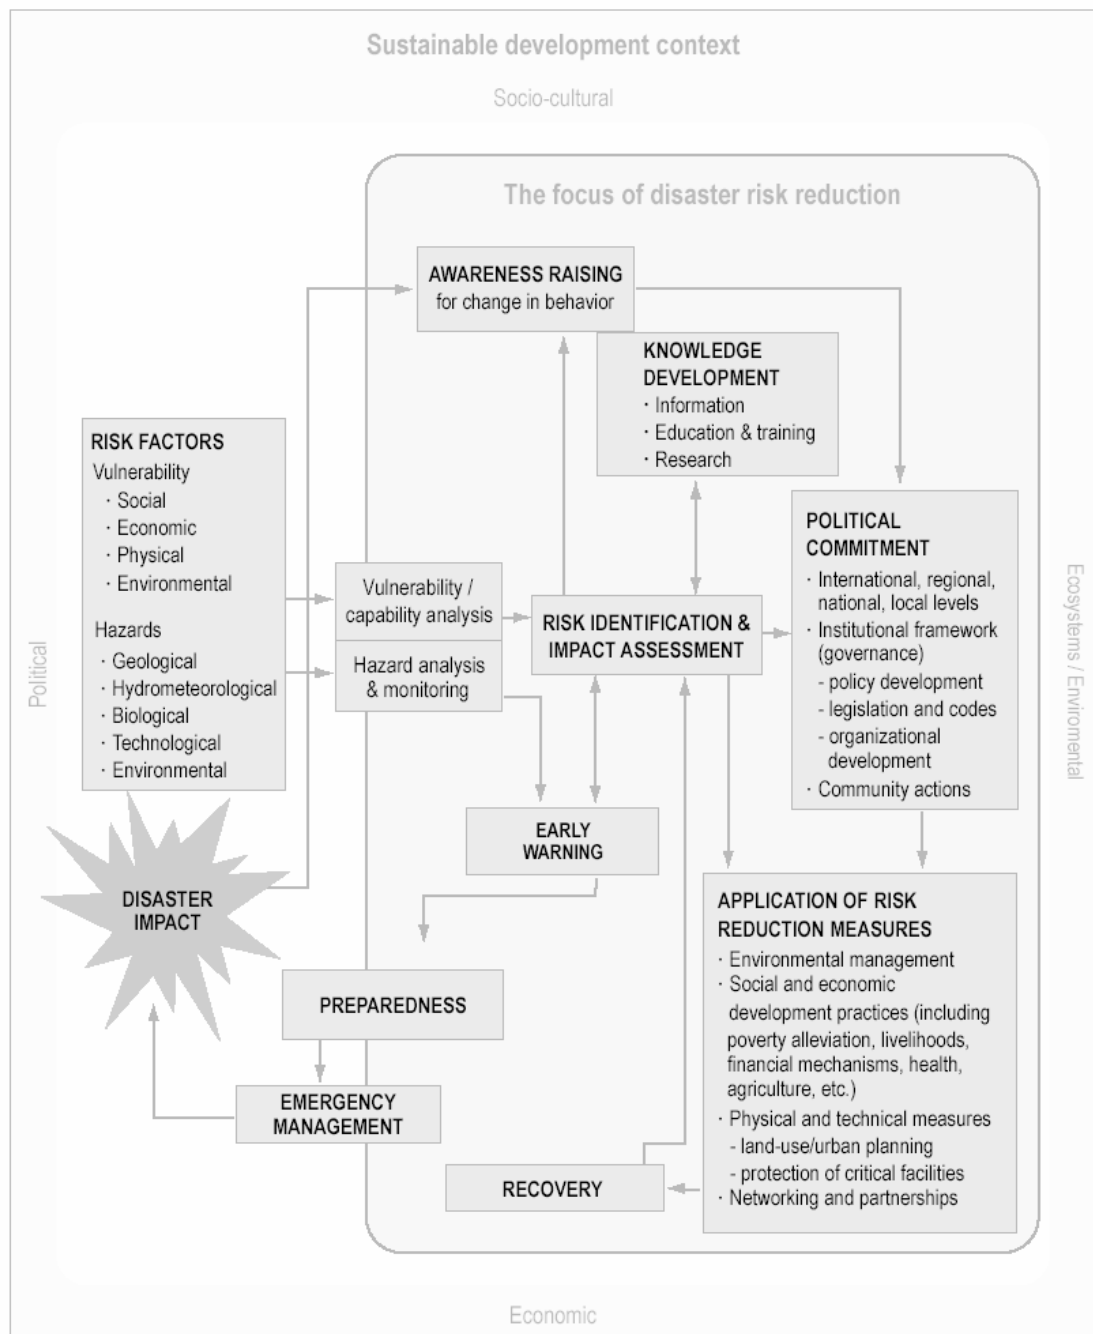 Sustainable development context
Socio-cultural
The focus of disaster risk reduction
AWARENESS RAISING
for change in behavior
KNOWLEDGE
DEVELOPMENT
· Information
· Education & training
· Research
RISK FACTORS
Vulnerability
· Social
· Economic
· Physical
· Environmental
Hazards
· Geological
· Hydrometeorological
· Biological
· Technological
· Environmental
Vulnerability /
capability analysis
Hazard analysis
& monitoring
RISK IDENTIFICATION &
IMPACT ASSESSMENT
POLITICAL
COMMITMENT
· International, regional,
national, local levels
· Institutional framework
(governance)
- policy development
- legislation and codes
- organizational
development
· Community actions
Political
Ecosystems / Enviromental
EARLY
WARNING
DISASTER
IMPACT
PREPAREDNESS
EMERGENCY
MANAGEMENT
APPLICATION OF RISK
REDUCTION MEASURES
· Environmental management
· Social and economic
development practices (including
poverty alleviation, livelihoods,
financial mechanisms, health,
agriculture, etc.)
· Physical and technical measures
- land-use/urban planning
- protection of critical facilities
· Networking and partnerships
RECOVERY
Economic